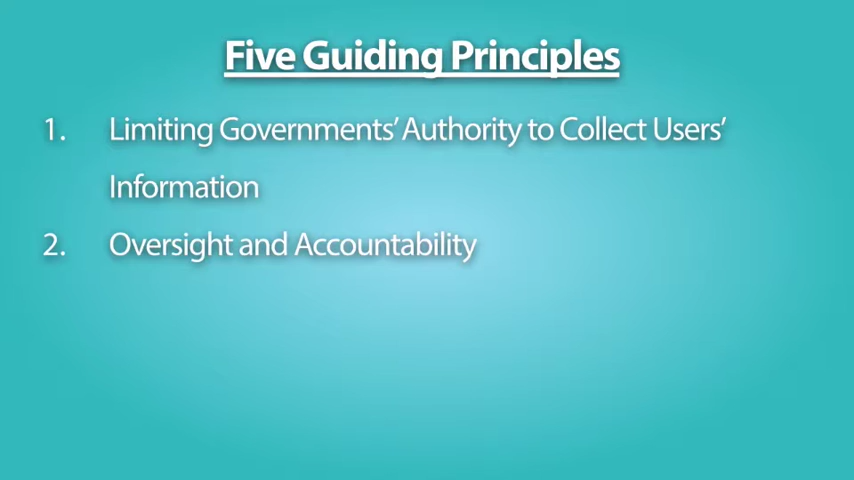 Five Guiding Principles
1. Limiting Governments’ Authority to Collect Users’
Information
2. Oversight and Accountability